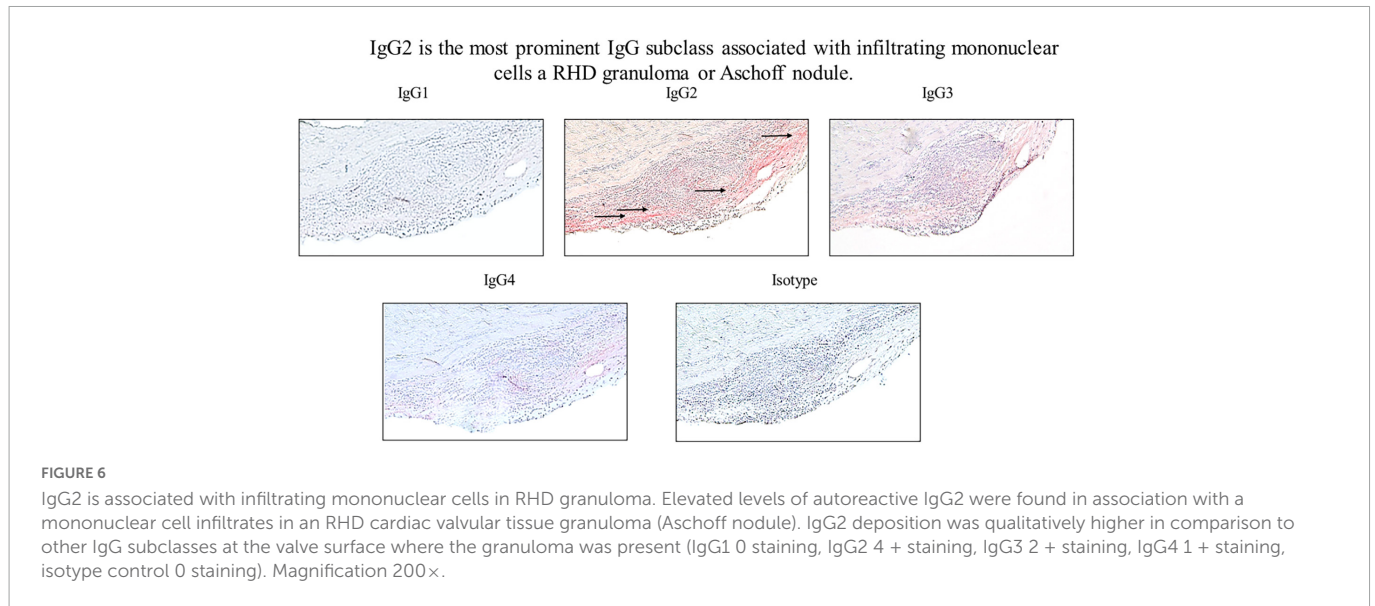 IgG2 is the most prominent IgG subclass associated with infiltrating mononuclear
cells a RHD granuloma or Aschoff nodule.
IgG1
IgG2
IgG3
IgG4
Isotype
FIGURE 6
IgG2 is associated with infiltrating mononuclear cells in RHD granuloma. Elevated levels of autoreactive IgG2 were found in association with a
mononuclear cell infiltrates in an RHD cardiac valvular tissue granuloma (Aschoff nodule). IgG2 deposition was qualitatively higher in comparison to
other IgG subclasses at the valve surface where the granuloma was present (IgG1 0 staining, IgG2 4 + staining, IgG3 2 + staining, IgG4 1 + staining,
isotype control 0 staining). Magnification 200×.